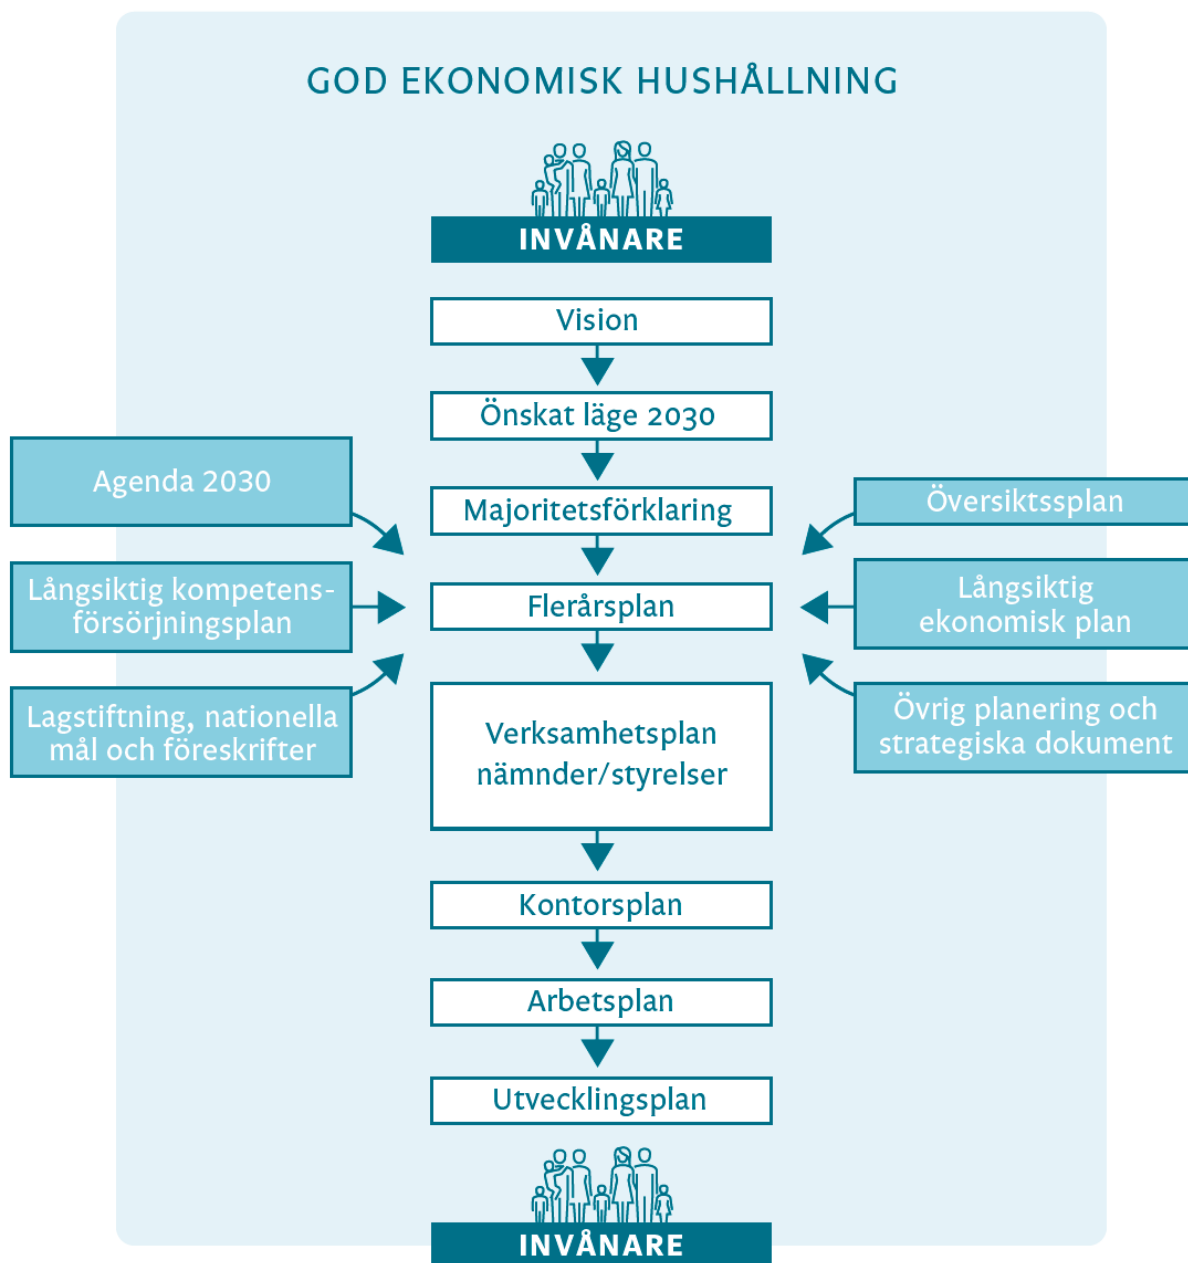 GOD EKONOMISK HUSHÅLLNING
INVÅNARE
Vision
Önskat läge 2030
Majoritetsförklaring
Flerårsplan
Verksamhetsplan
nämnder/styrelser
Kontorsplan
Arbetsplan
Utvecklingsplan
INVÅNARE
Agenda 2030
Långsiktig kompetens-
försörjningsplan
Lagstiftning, nationella
mål och föreskrifter
Översiktssplan
Långsiktig
ekonomisk plan
Övrig planering och
strategiska dokument